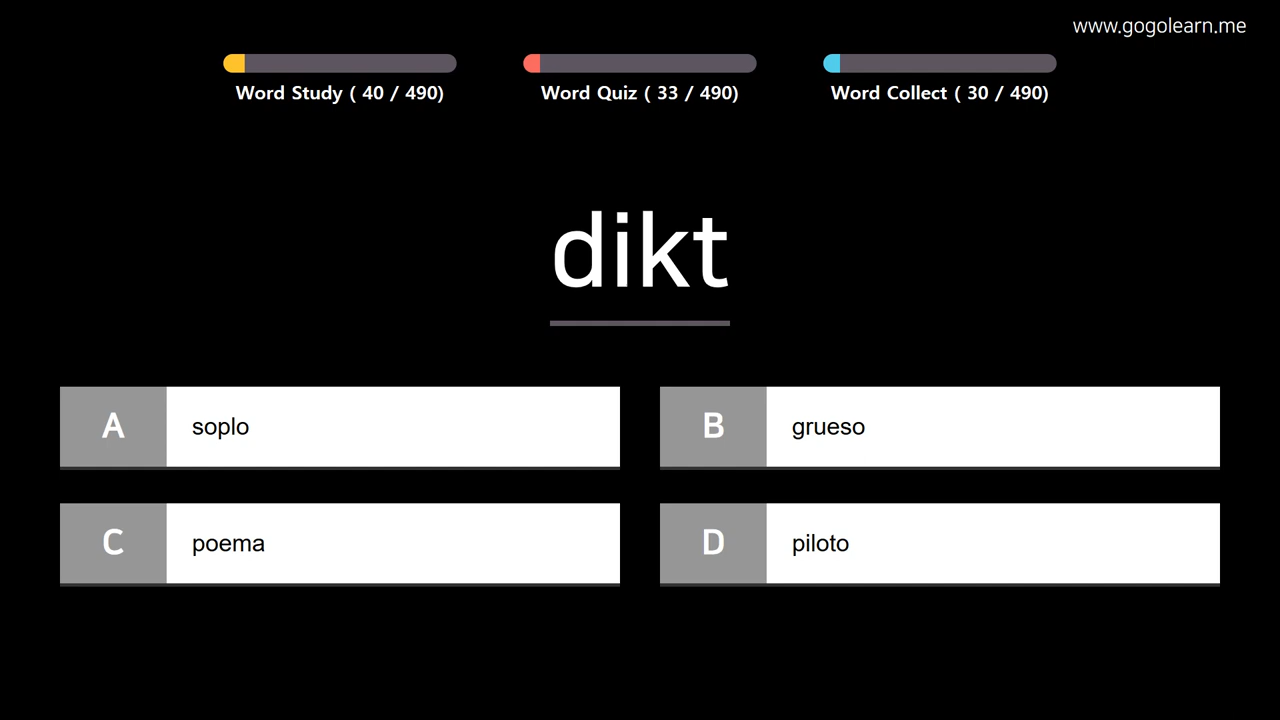 www.gogolearn.me
Word Study ( 40 / 490)
Word Quiz ( 33 / 490)
Word Collect ( 30 / 490)
dikt
A soplo
B grueso
C poema
D piloto